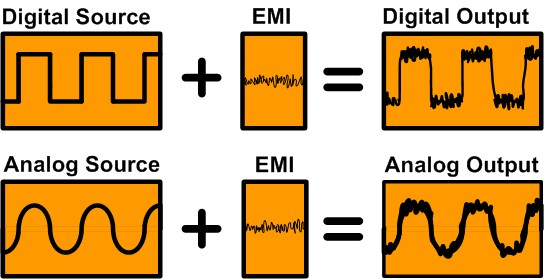 Digital Source
EMI
Digital Output
+
=
Analog Source
EMI
Analog Output
+
=